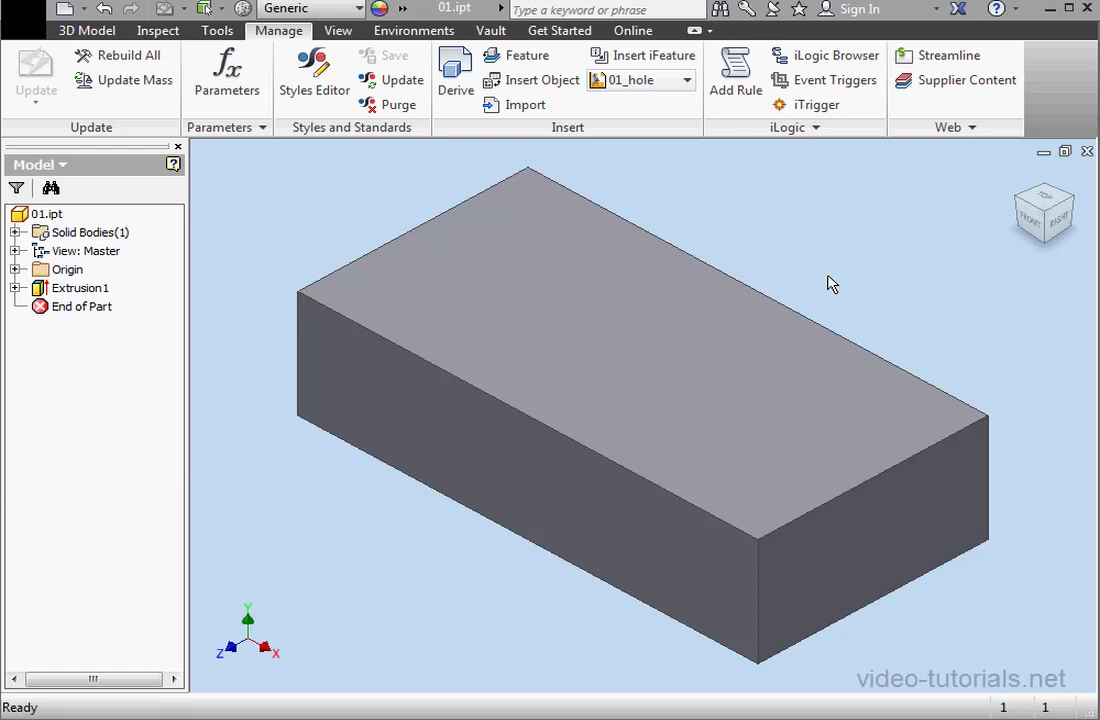 Generic 01.ipt Type a keyword or phrase Sign In
3D Model Inspect Tools Manage View Environments Vault Get Started Online
Update
Rebuild All
Update Mass
Update
fx
Parameters
Parameters
Styles Editor
Save
Update
Purge
Styles and Standards
Derive
Feature
Insert Object
Import
Insert iFeature
01_hole
Insert
Add Rule
iLogic Browser
Event Triggers
iTrigger
iLogic
Streamline
Supplier Content
Web
Model
01.ipt
Solid Bodies(1)
View: Master
Origin
Extrusion1
End of Part
TOP
FRONT RIGHT
Y
Z X
video-tutorials.net
Ready 1 1